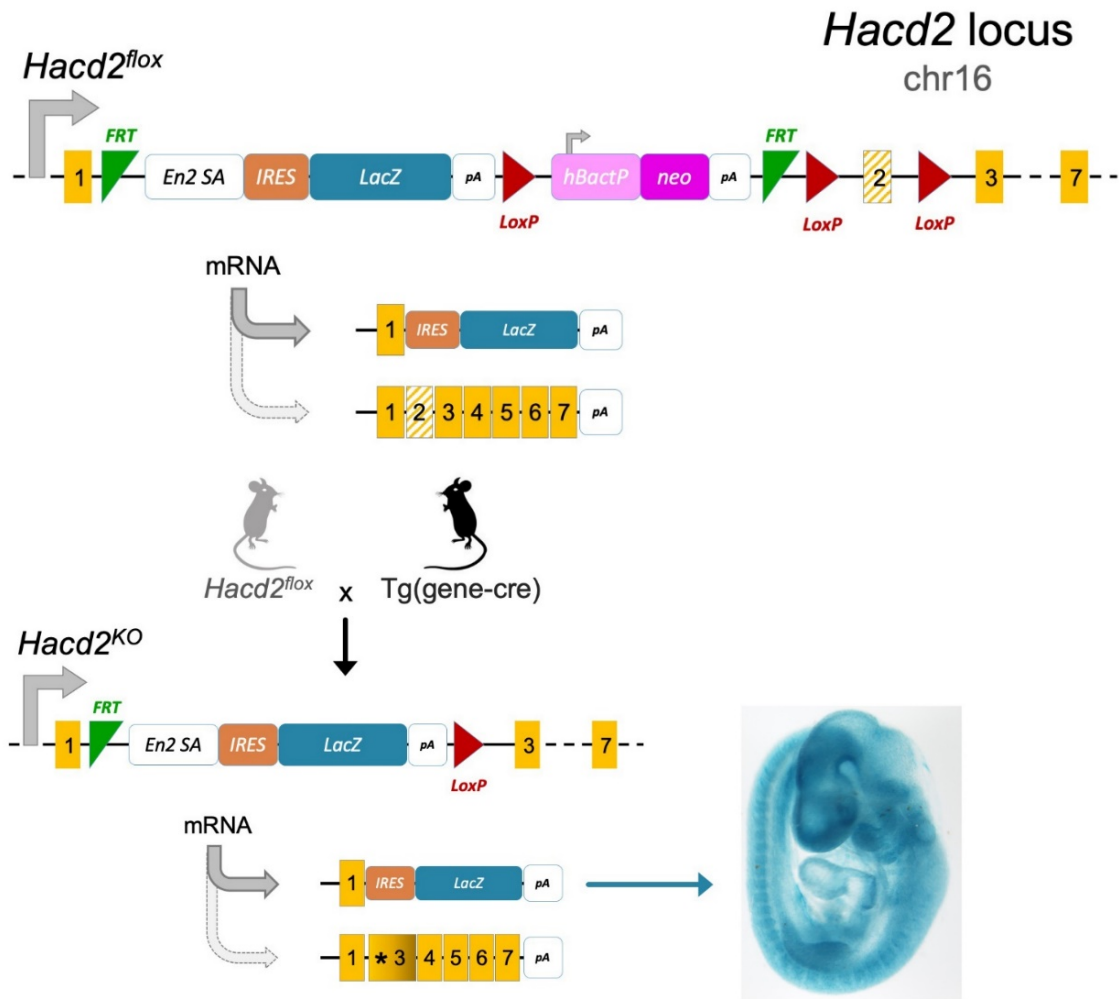 Hacd2 locus
chr16
Hacd2flox
FRT
FRT
1 En2 SA IRES LacZ pA hBactP neo pA 2 3 7
LoxP
LoxP
LoxP
mRNA
1 IRES LacZ pA
1 2 3 4 5 6 7 pA
Hacd2flox x Tg(gene-cre)
Hacd2KO
FRT
1 En2 SA IRES LacZ pA 3 7
LoxP
mRNA
1 IRES LacZ pA
1 * 3 4 5 6 7 pA